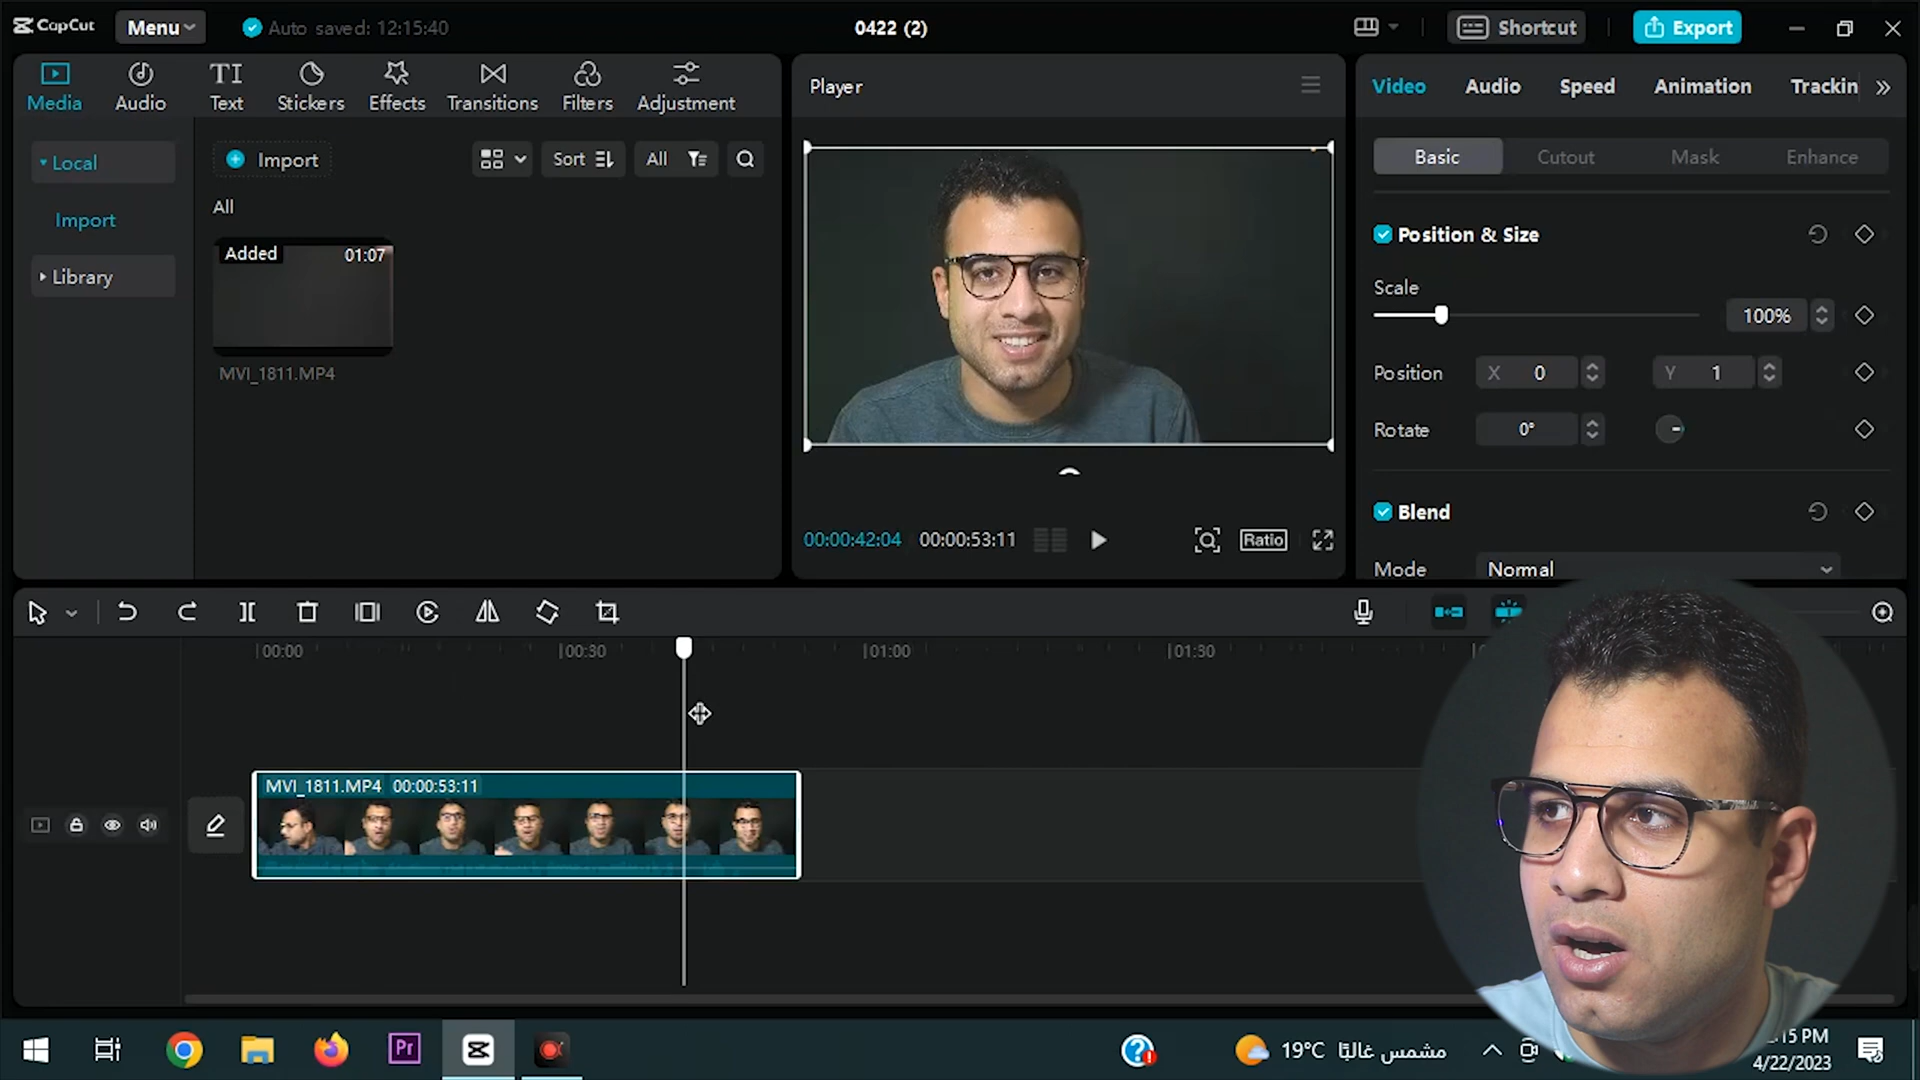 CapCut
Menu
Auto saved: 12:15:40
0422 (2)
Shortcut
Export
Media
Audio
TI
Text
Stickers
Effects
Transitions
Filters
Adjustment
Player
Video
Audio
Speed
Animation
Trackin
Local
Import
Library
Import
Sort
All
All
Added
01:07
MVI_1811.MP4
Basic
Cutout
Mask
Enhance
Position & Size
Scale
100%
Position
X 0
Y 1
Rotate
0°
Blend
Mode
Normal
00:00:42:04
00:00:53:11
Ratio
00:00
00:30
01:00
01:30
MVI_1811.MP4 00:00:53:11
Pr
19°C مشمس غالبًا
:15 PM
4/22/2023